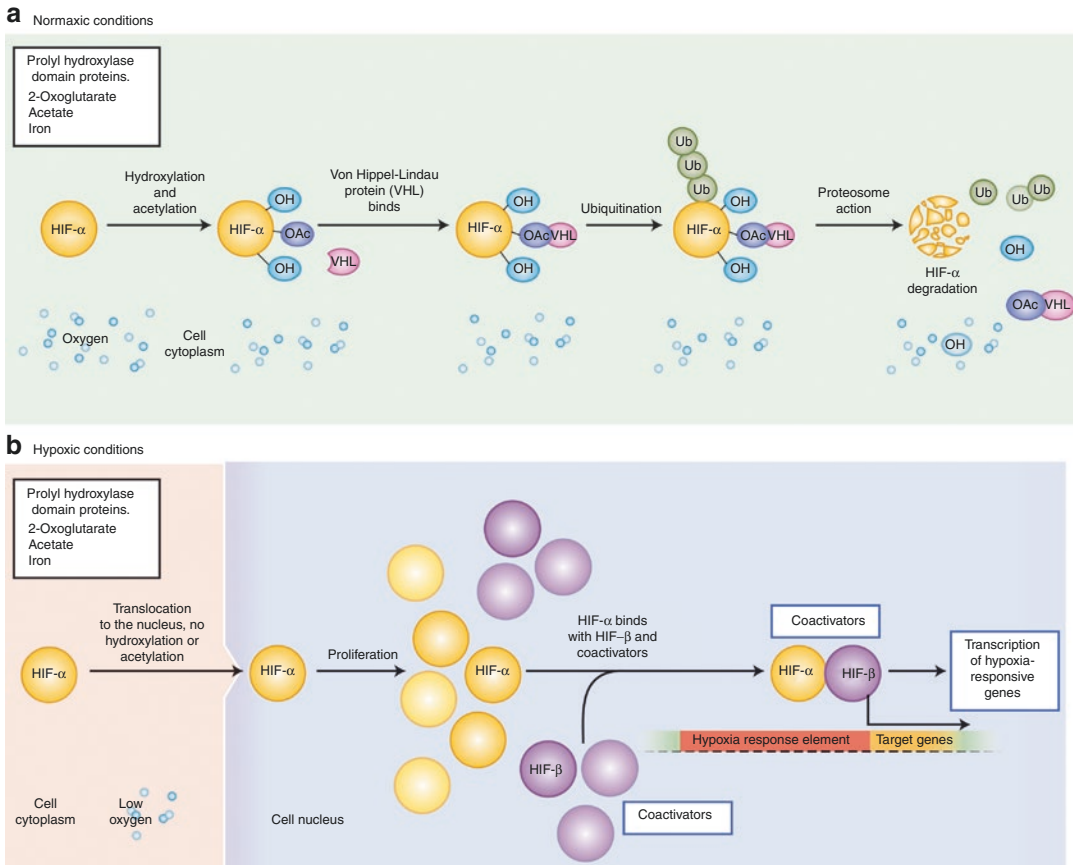 a Normaxic conditions
Prolyl hydroxylase
domain proteins.
2-Oxoglutarate
Acetate
Iron
HIF-α
Hydroxylation
and
acetylation
HIF-α
OH
OAc
OH
VHL
Von Hippel-Lindau
protein (VHL)
binds
HIF-α
OH
OAc VHL
OH
Ubiquitination
Ub
Ub
Ub
HIF-α
OH
OAc VHL
OH
Proteosome
action
HIF-α
degradation
Ub
Ub Ub
OH
OAc VHL
OH
Oxygen
Cell
cytoplasm
b Hypoxic conditions
Prolyl hydroxylase
domain proteins.
2-Oxoglutarate
Acetate
Iron
HIF-α
Translocation
to the nucleus, no
hydroxylation or
acetylation
HIF-α
Proliferation
HIF-α
HIF-α binds
with HIF–β and
coactivators
HIF-β
Coactivators
Coactivators
HIF-α HIF-β
Transcription
of hypoxia-
responsive
genes
Hypoxia response element Target genes
Cell
cytoplasm
Low
oxygen
Cell nucleus